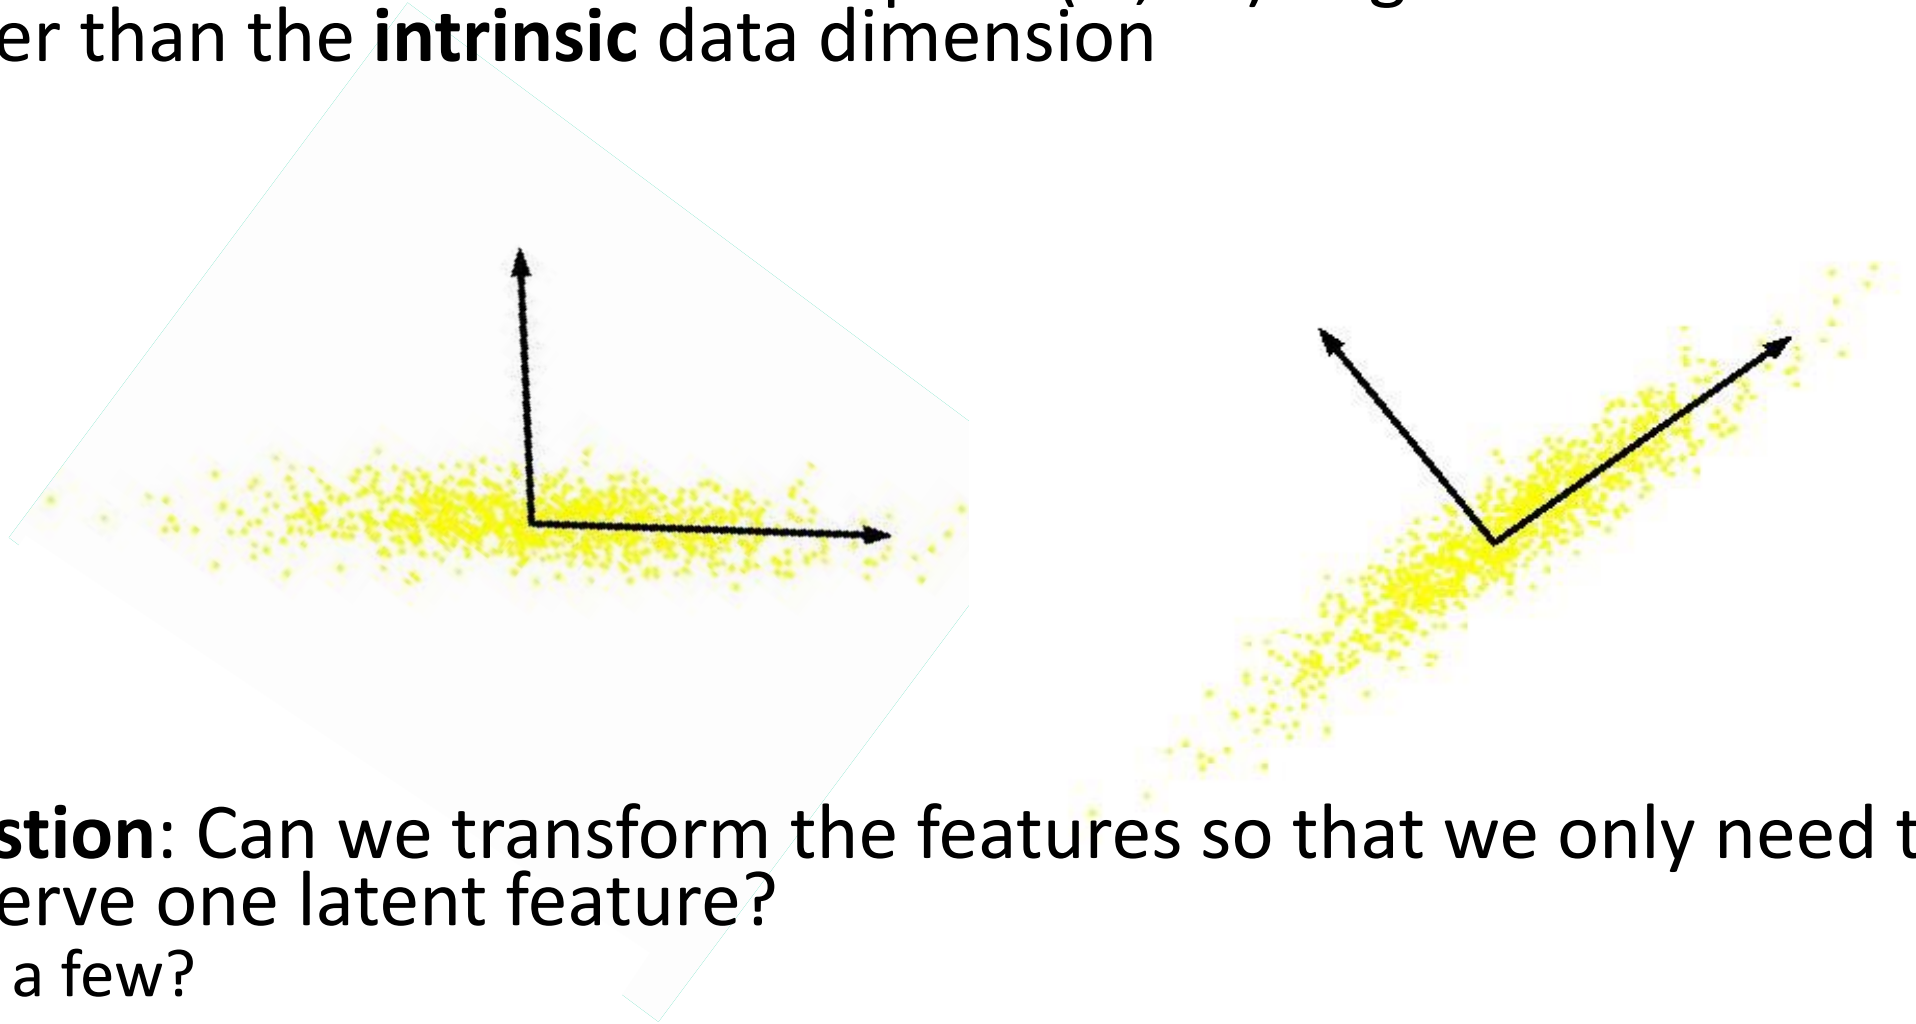 er than the intrinsic data dimension
stion: Can we transform the features so that we only need t
erve one latent feature?
a few?